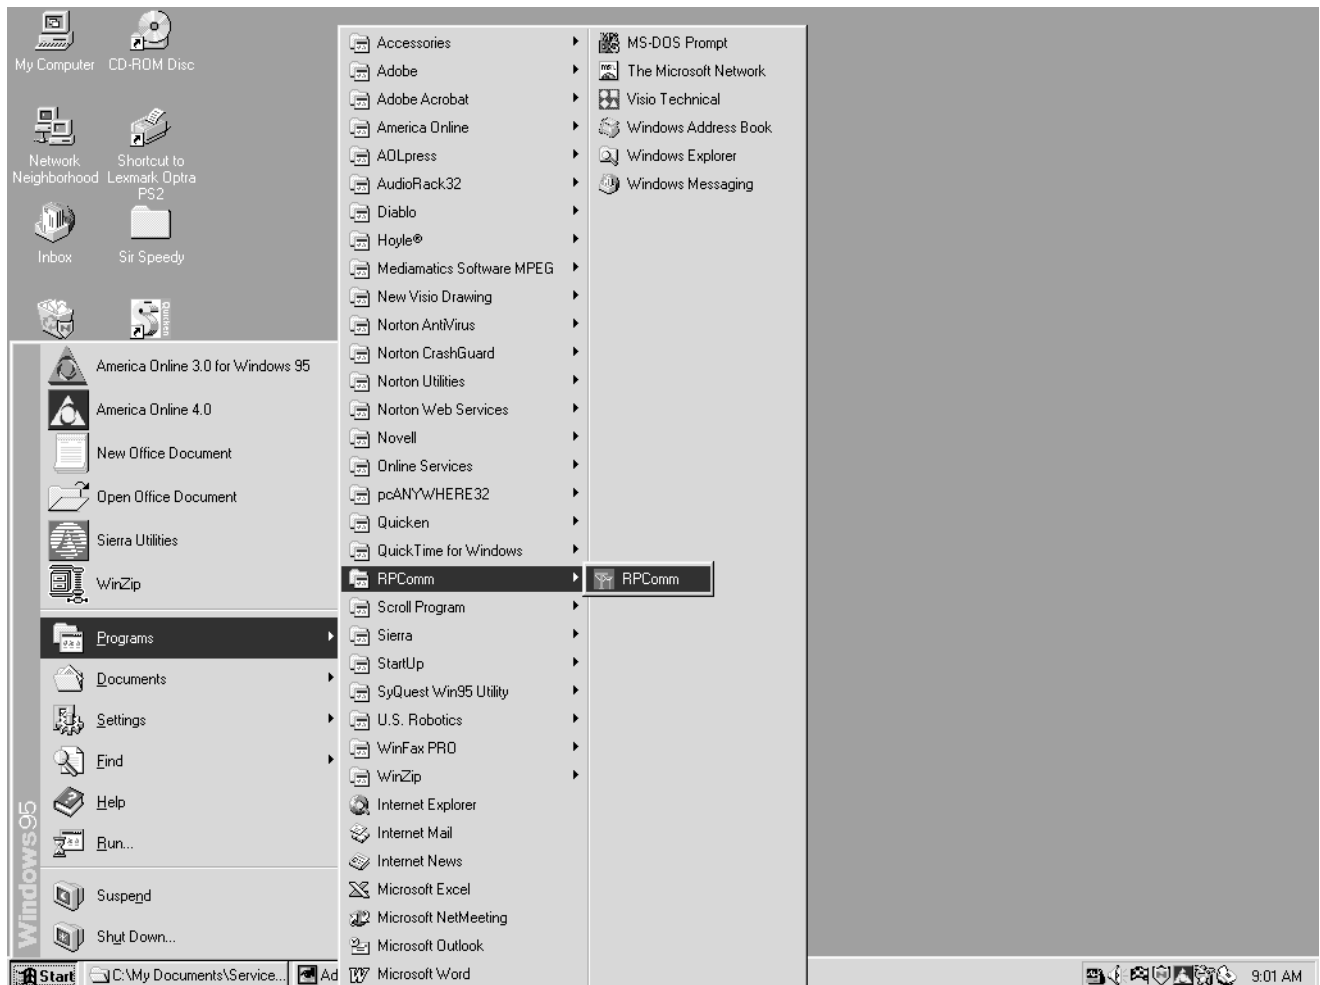 My Computer
CD-ROM Disc
Network
Neighborhood
Shortcut to
Lexmark Optra
PS2
Inbox
Sir Speedy
Quicken
America Online 3.0 for Windows 95
America Online 4.0
New Office Document
Open Office Document
Sierra Utilities
WinZip
Programs
Documents
Settings
Find
Help
Run...
Suspend
Shut Down...
Windows95
Accessories
Adobe
Adobe Acrobat
America Online
AOLpress
AudioRack32
Diablo
Hoyle®
Mediamatics Software MPEG
New Visio Drawing
Norton AntiVirus
Norton CrashGuard
Norton Utilities
Norton Web Services
Novell
Online Services
pcANYWHERE32
Quicken
QuickTime for Windows
RPComm
Scroll Program
Sierra
StartUp
SyQuest Win95 Utility
U.S. Robotics
WinFax PRO
WinZip
Internet Explorer
Internet Mail
Internet News
Microsoft Excel
Microsoft NetMeeting
Microsoft Outlook
Microsoft Word
MS-DOS Prompt
The Microsoft Network
Visio Technical
Windows Address Book
Windows Explorer
Windows Messaging
RPComm
Start
C:\My Documents\Service...
Ad
9:01 AM